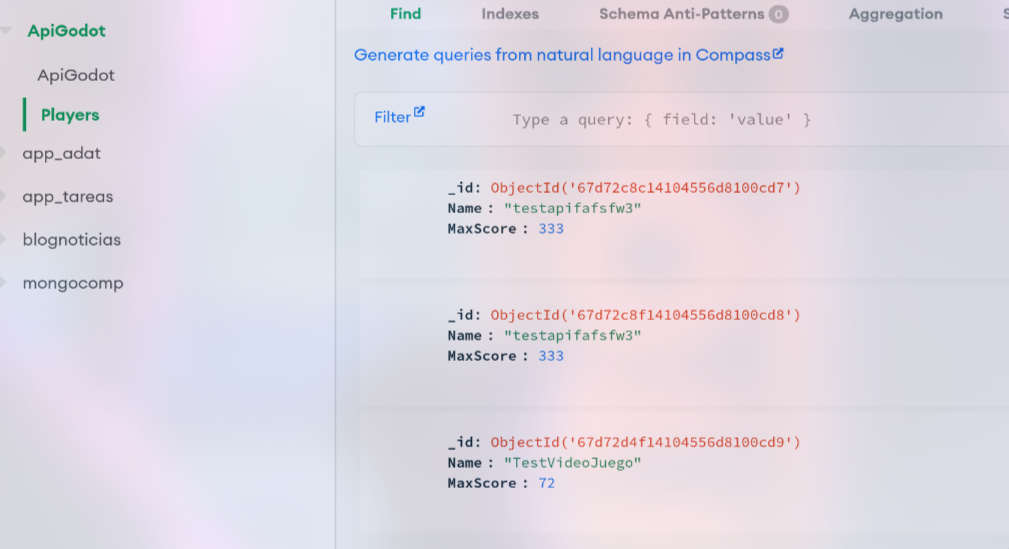 ApiGodot
ApiGodot
Players
app_adat
app_tareas
blognoticias
mongocomp
Find Indexes Schema Anti-Patterns 0 Aggregation
Generate queries from natural language in Compass
Filter Type a query: { field: 'value' }
_id: ObjectId('67d72c8c14104556d8100cd7')
Name : "testapifafsfw3"
MaxScore : 333
_id: ObjectId('67d72c8f14104556d8100cd8')
Name : "testapifafsfw3"
MaxScore : 333
_id: ObjectId('67d72d4f14104556d8100cd9')
Name : "TestVideoJuego"
MaxScore : 72